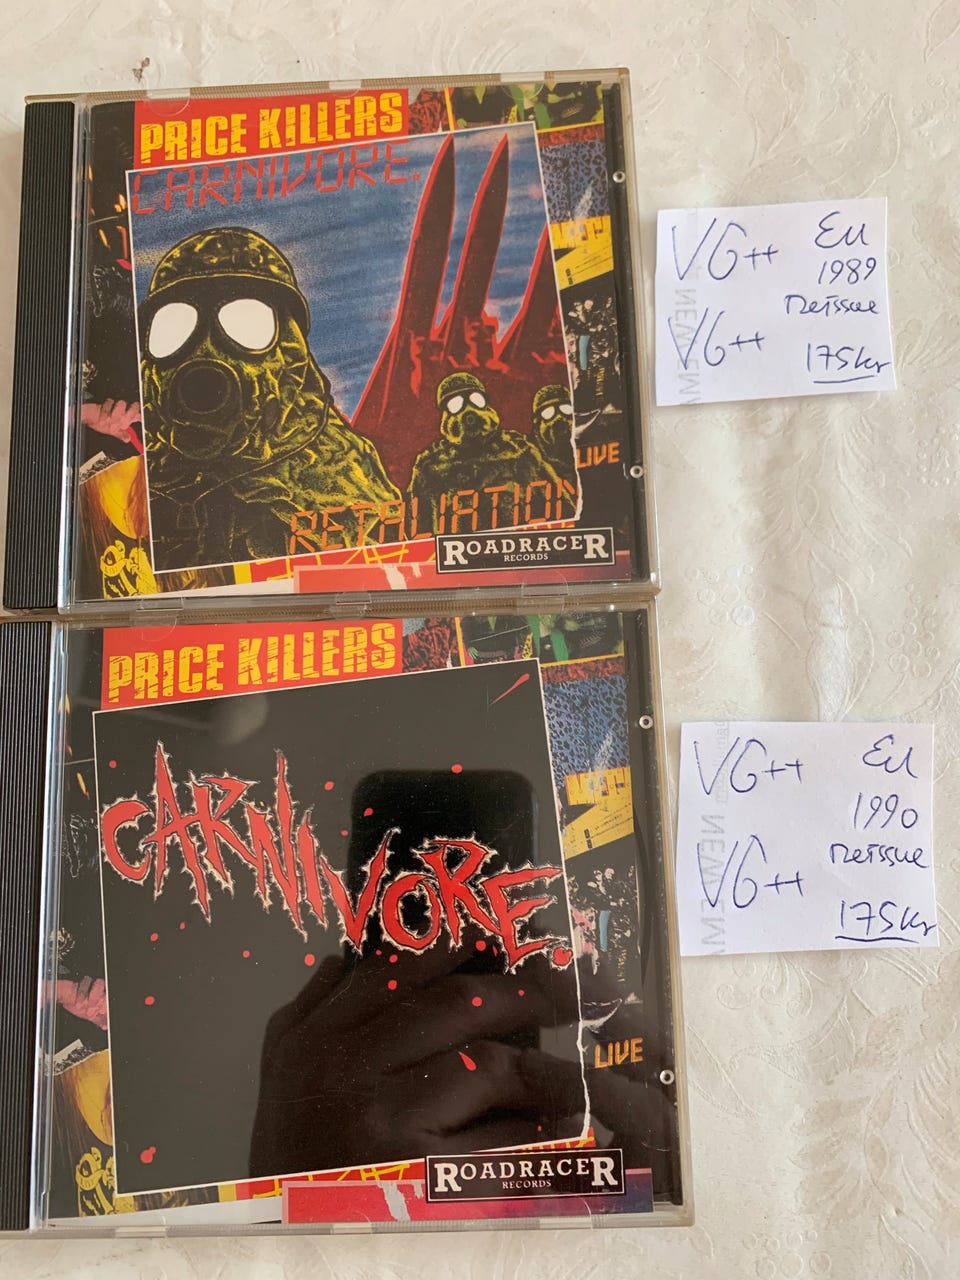 PRICE KILLERS
CARNIVORE.
LIVE
RETALIATION
ROADRACER
RECORDS
VG++ EU
1989
reissue
VG++
175kr
PRICE KILLERS
CARNIVORE.
LIVE
ROADRACER
RECORDS
VG++ EU
1990
reissue
VG++
175kr